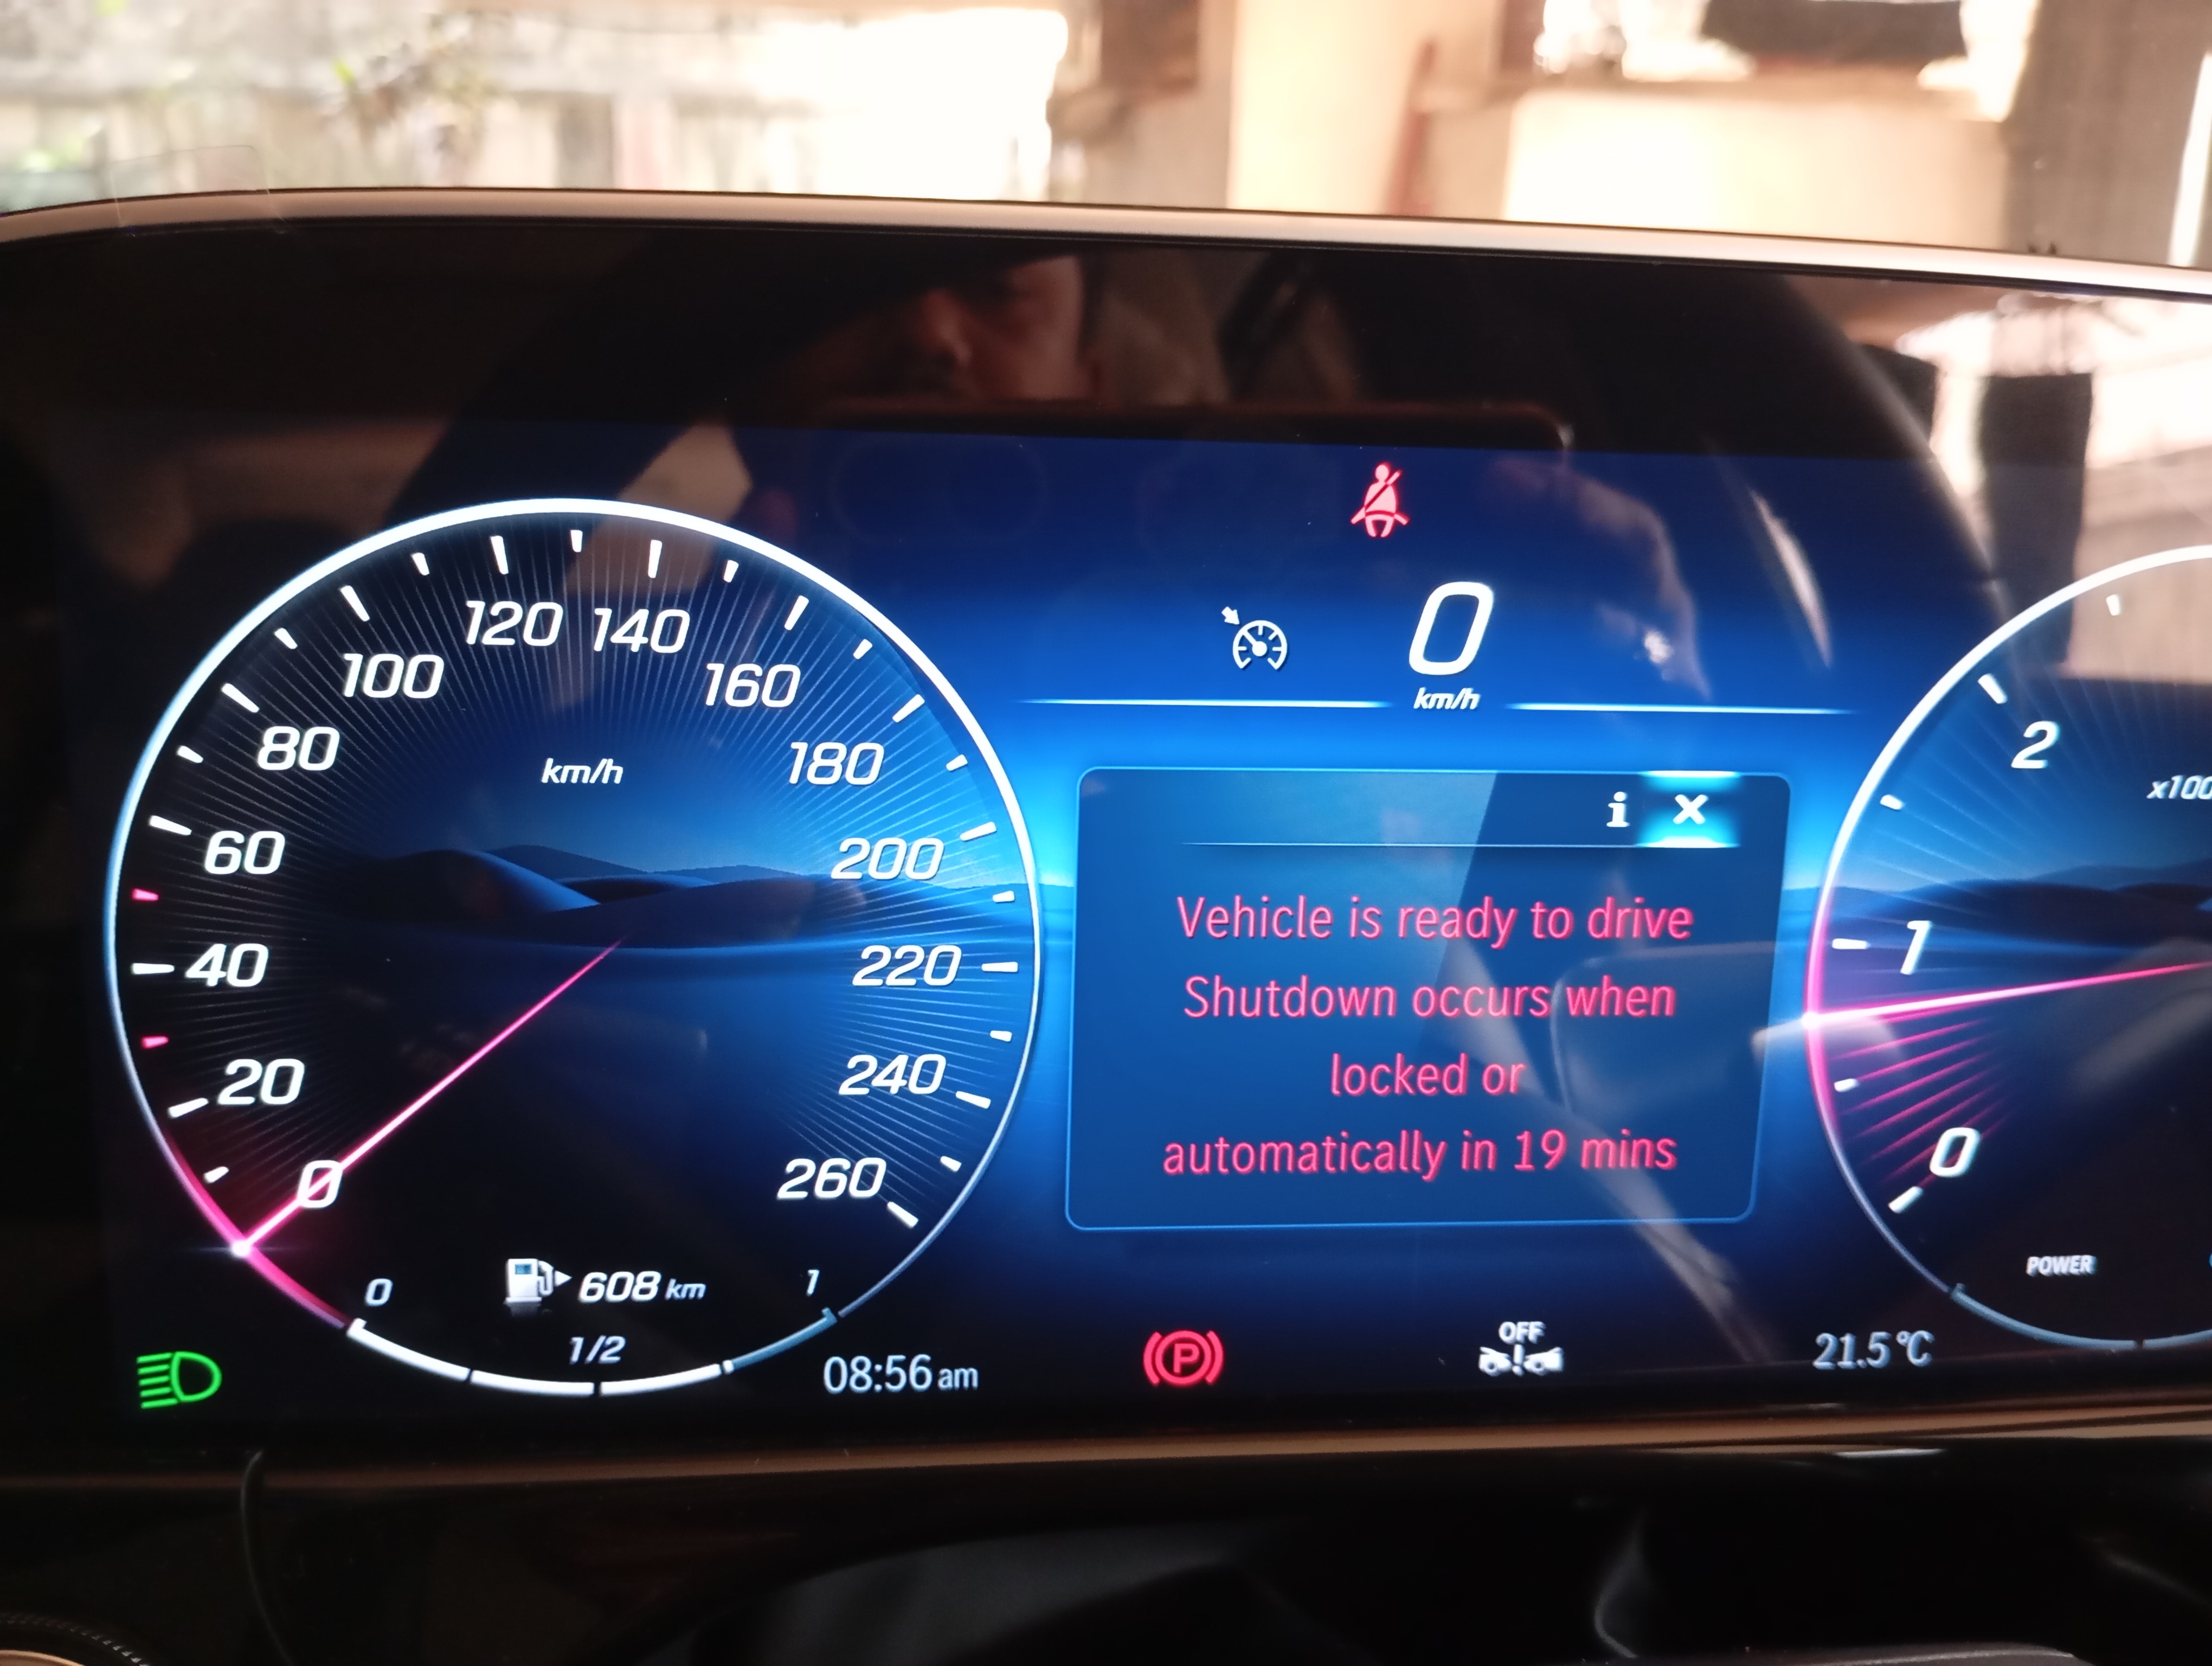 120 140
100 160
80 180
km/h
60 200
40 220
20 240
0 260
0 608 km 1
1/2
08:56 am
0
km/h
i X
Vehicle is ready to drive
Shutdown occurs when
locked or
automatically in 19 mins
P
OFF
21.5°C
2
x100
1
0
POWER